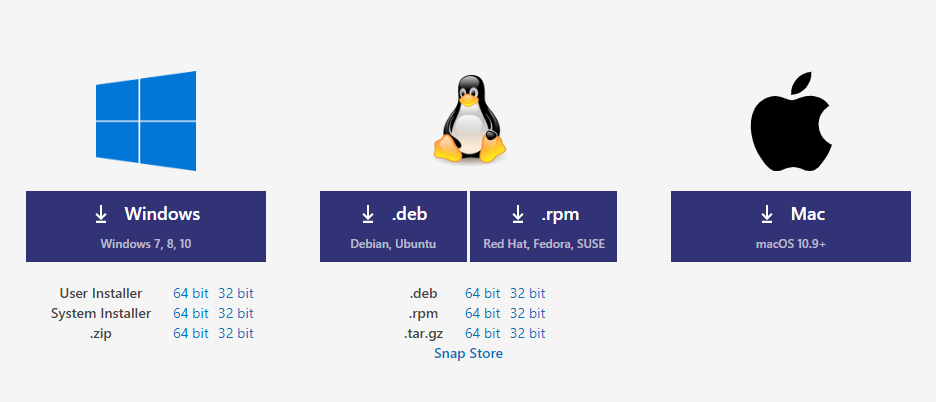 Windows
Windows 7, 8, 10
User Installer 64 bit 32 bit
System Installer 64 bit 32 bit
.zip 64 bit 32 bit
.deb
Debian, Ubuntu
.rpm
Red Hat, Fedora, SUSE
.deb 64 bit 32 bit
.rpm 64 bit 32 bit
.tar.gz 64 bit 32 bit
Snap Store
Mac
macOS 10.9+